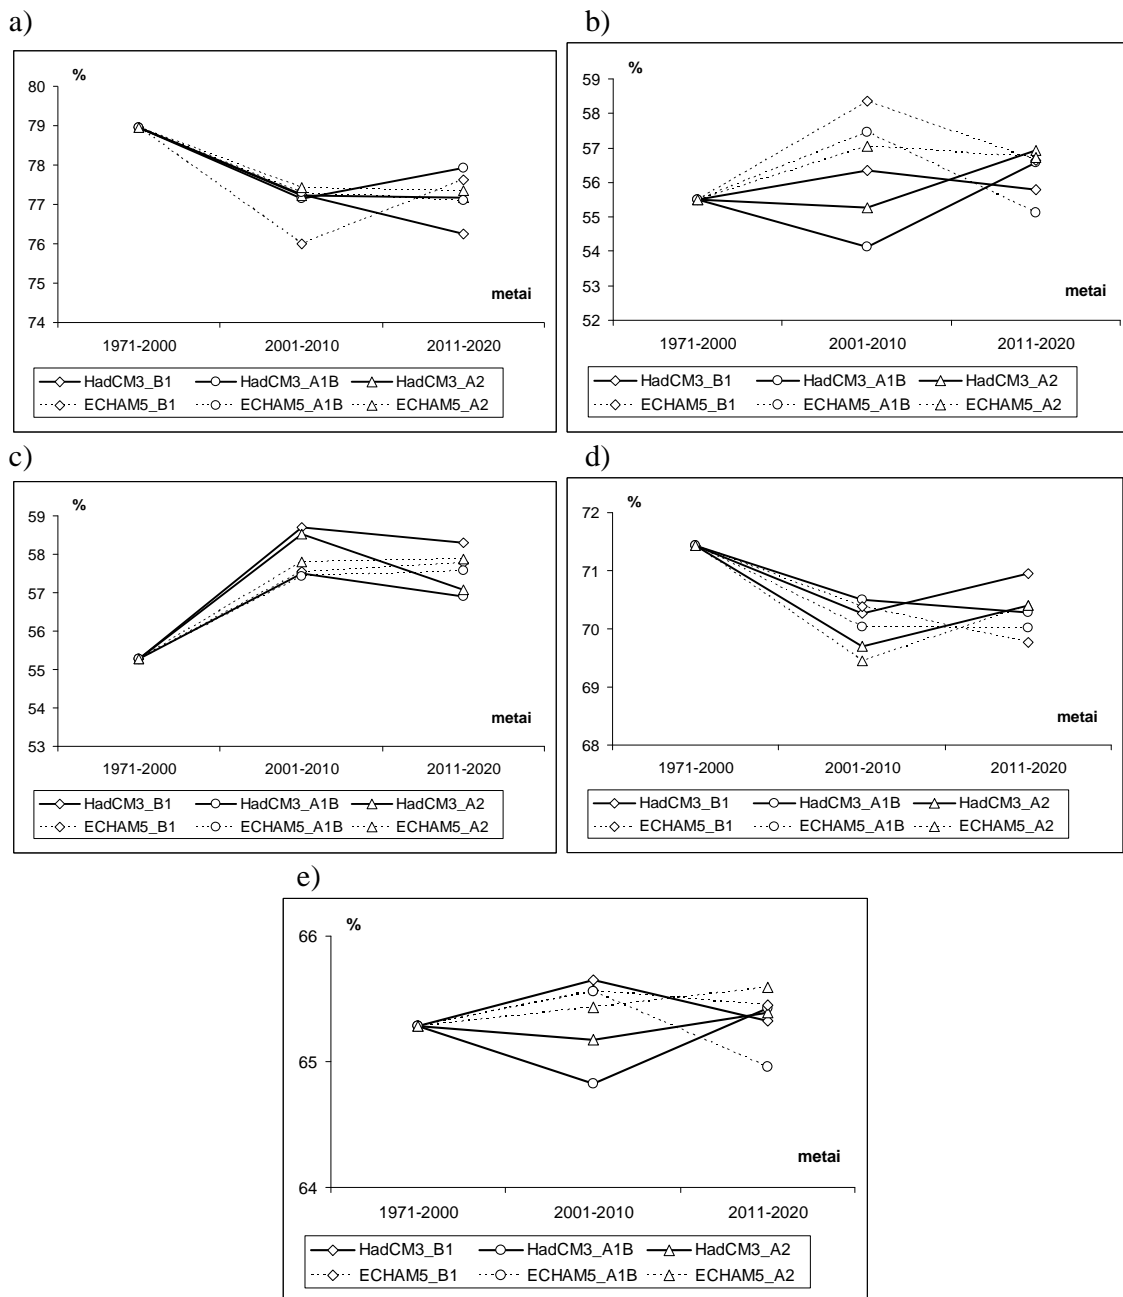 a)
%
80
79
78
77
76
75
74
metai
1971-2000 2001-2010 2011-2020
HadCM3_B1 HadCM3_A1B HadCM3_A2
ECHAM5_B1 ECHAM5_A1B ECHAM5_A2
b)
%
59
58
57
56
55
54
53
52
metai
1971-2000 2001-2010 2011-2020
HadCM3_B1 HadCM3_A1B HadCM3_A2
ECHAM5_B1 ECHAM5_A1B ECHAM5_A2
c)
%
59
58
57
56
55
54
53
metai
1971-2000 2001-2010 2011-2020
HadCM3_B1 HadCM3_A1B HadCM3_A2
ECHAM5_B1 ECHAM5_A1B ECHAM5_A2
d)
%
72
71
70
69
68
metai
1971-2000 2001-2010 2011-2020
HadCM3_B1 HadCM3_A1B HadCM3_A2
ECHAM5_B1 ECHAM5_A1B ECHAM5_A2
e)
%
66
65
64
metai
1971-2000 2001-2010 2011-2020
HadCM3_B1 HadCM3_A1B HadCM3_A2
ECHAM5_B1 ECHAM5_A1B ECHAM5_A2